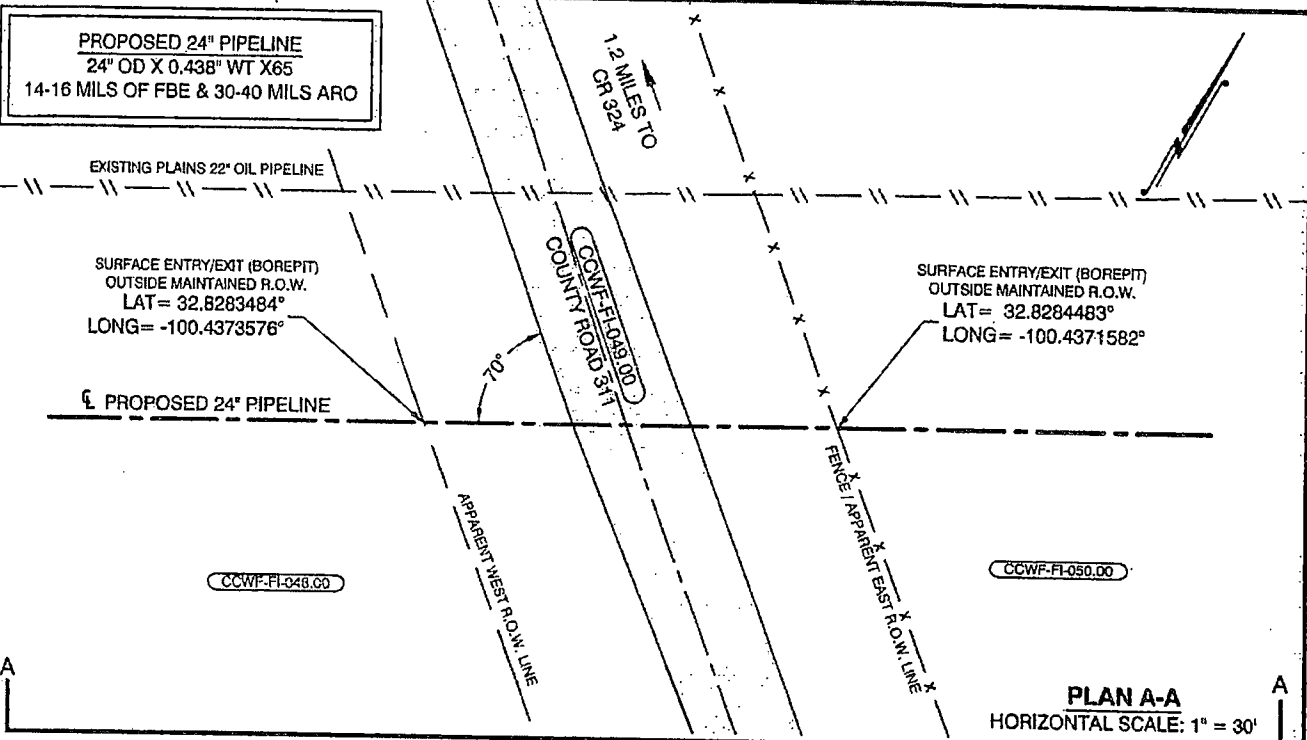 PROPOSED 24" PIPELINE
24" OD X 0.438" WT X65
14-16 MILS OF FBE & 30-40 MILS ARO
1.2 MILES TO
CR 324
EXISTING PLAINS 22" OIL PIPELINE
SURFACE ENTRY/EXIT (BOREPIT)
OUTSIDE MAINTAINED R.O.W.
LAT= 32.8283484°
LONG= -100.4373576°
CCWF-FI-049.00
COUNTY ROAD 311
SURFACE ENTRY/EXIT (BOREPIT)
OUTSIDE MAINTAINED R.O.W.
LAT= 32.8284483°
LONG= -100.4371582°
70°
℄ PROPOSED 24" PIPELINE
APPARENT WEST R.O.W. LINE
FENCE / APPARENT EAST R.O.W. LINE
CCWF-FI-048.00
CCWF-FI-050.00
A
A
PLAN A-A
HORIZONTAL SCALE: 1" = 30'